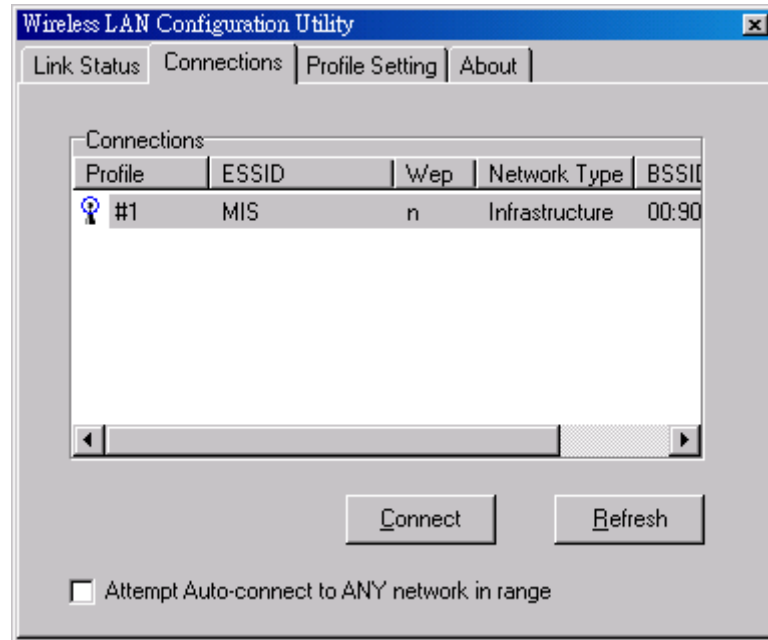 Wireless LAN Configuration Utility
Link Status Connections Profile Setting About
Connections
Profile ESSID Wep Network Type BSSID
#1 MIS n Infrastructure 00:90
Connect Refresh
Attempt Auto-connect to ANY network in range